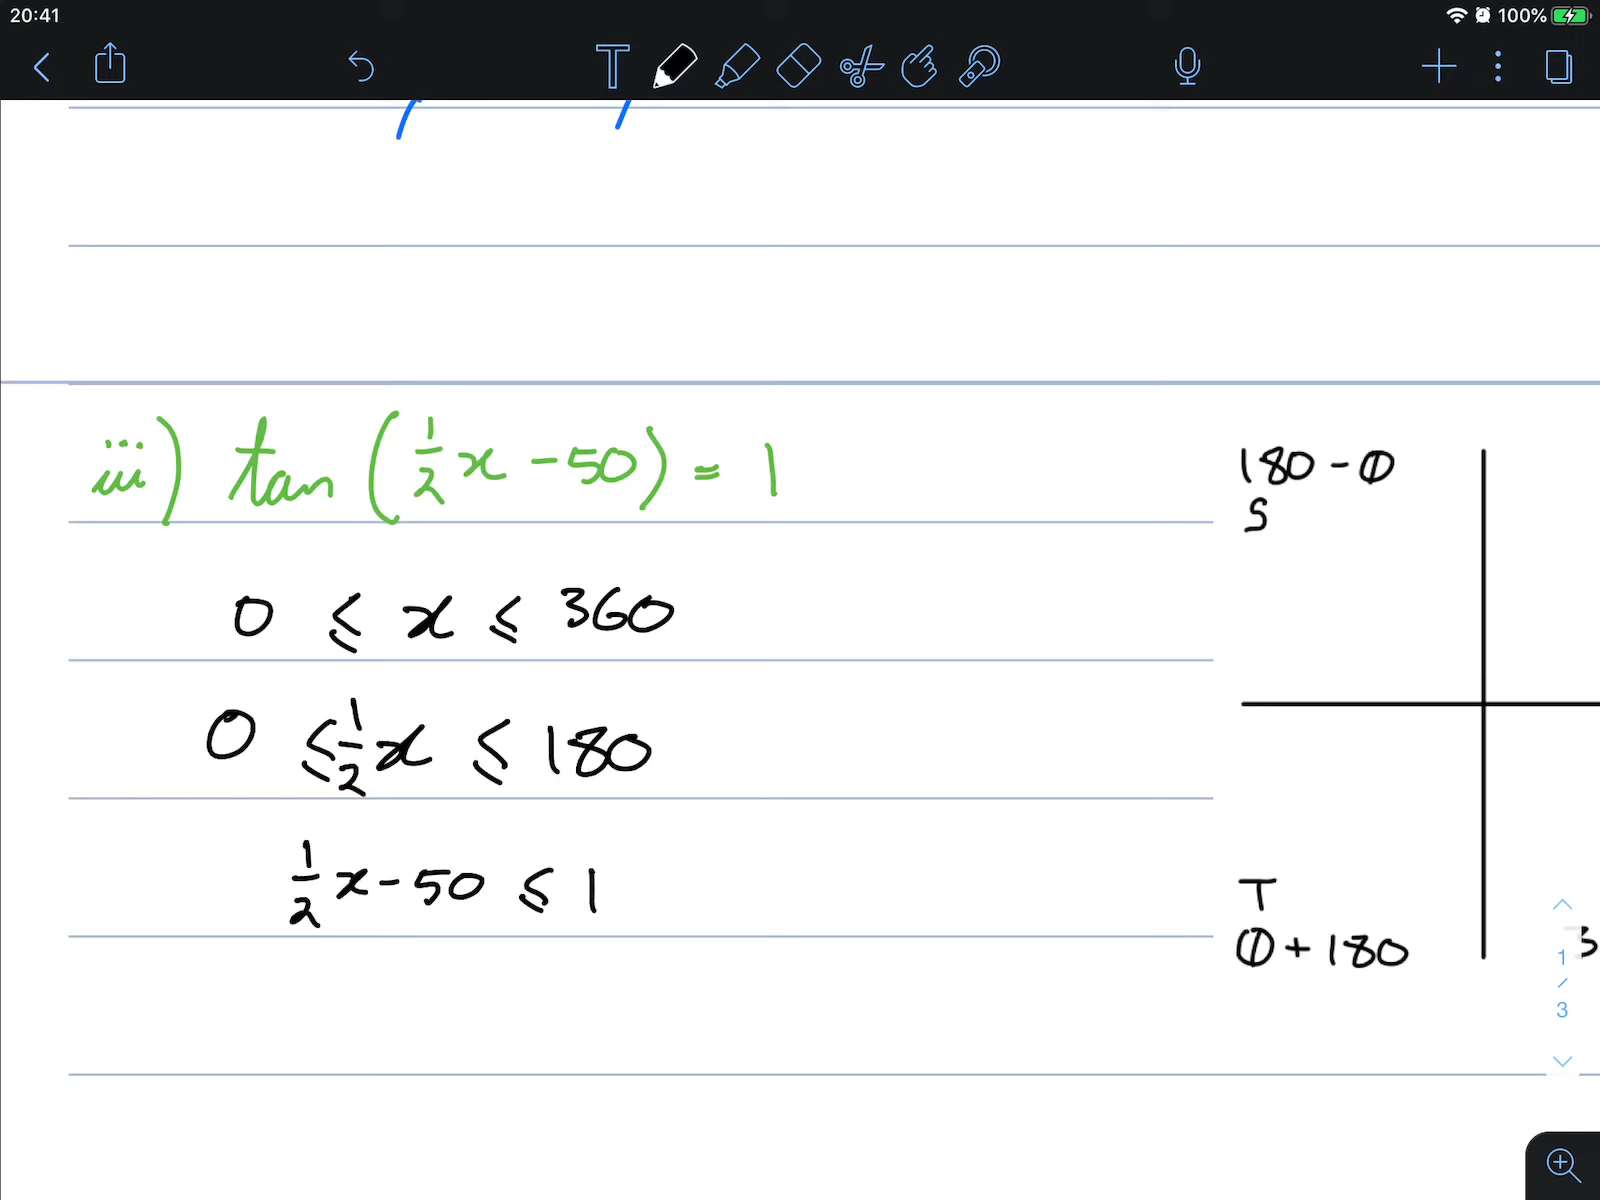 20:41
100%
T
iii) tan (½x - 50) = 1
0 ≤ x ≤ 360
0 ≤ ½x ≤ 180
½x - 50 ≤ 1
180 - θ
S
T
θ + 180
3
1
/
3